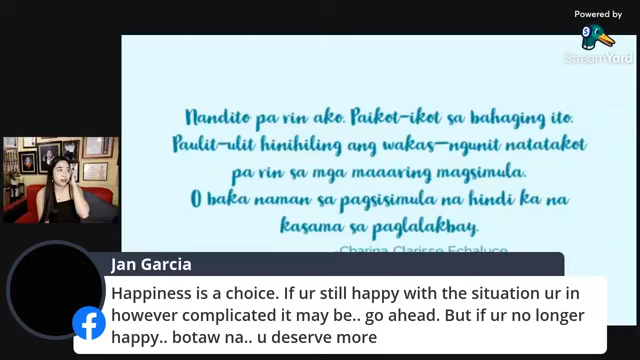 Powered by
StreamYard
Nandito pa rin ako. Paikot-ikot sa bahaging ito.
Paulit-ulit hinihiling ang wakas—ngunit natatakot
pa rin sa mga maaaring magsimula.
O baka naman sa pagsisimula na hindi ka na
kasama sa paglalakbay.
-Charina Clarisse Echaluce
Jan Garcia
Happiness is a choice. If ur still happy with the situation ur in
however complicated it may be.. go ahead. But if ur no longer
happy.. botaw na.. u deserve more